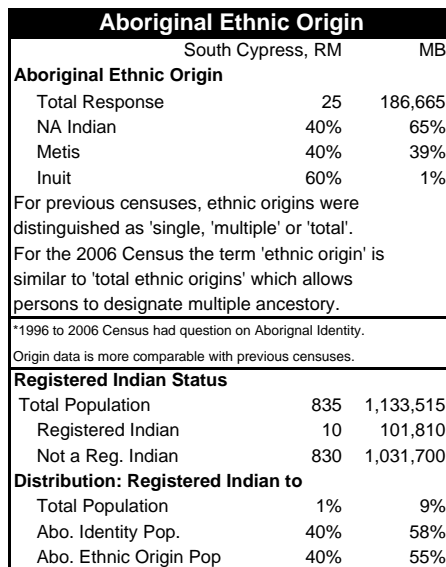 Aboriginal Ethnic Origin
South Cypress, RM MB
Aboriginal Ethnic Origin
Total Response 25 186,665
NA Indian 40% 65%
Metis 40% 39%
Inuit 60% 1%
For previous censuses, ethnic origins were
distinguished as 'single, 'multiple' or 'total'.
For the 2006 Census the term 'ethnic origin' is
similar to 'total ethnic origins' which allows
persons to designate multiple ancestory.
*1996 to 2006 Census had question on Aborignal Identity.
Origin data is more comparable with previous censuses.
Registered Indian Status
Total Population 835 1,133,515
Registered Indian 10 101,810
Not a Reg. Indian 830 1,031,700
Distribution: Registered Indian to
Total Population 1% 9%
Abo. Identity Pop. 40% 58%
Abo. Ethnic Origin Pop 40% 55%